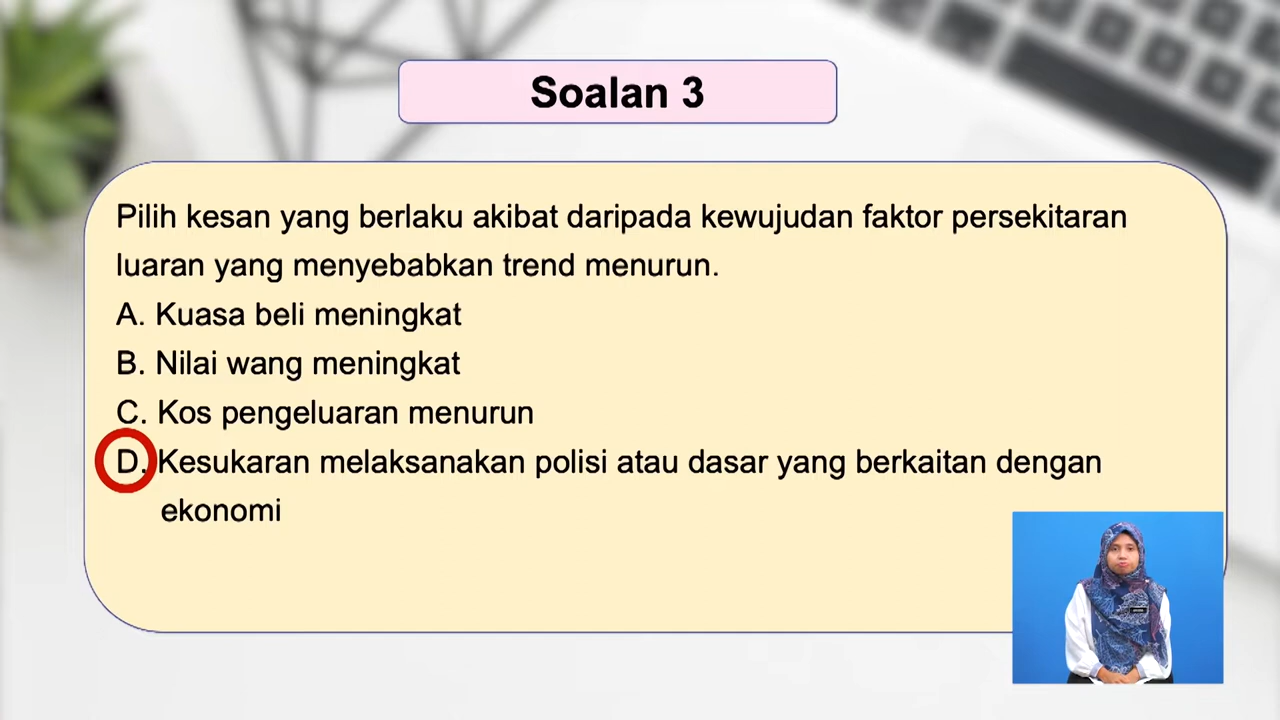 Soalan 3
Pilih kesan yang berlaku akibat daripada kewujudan faktor persekitaran
luaran yang menyebabkan trend menurun.
A. Kuasa beli meningkat
B. Nilai wang meningkat
C. Kos pengeluaran menurun
D. Kesukaran melaksanakan polisi atau dasar yang berkaitan dengan
ekonomi